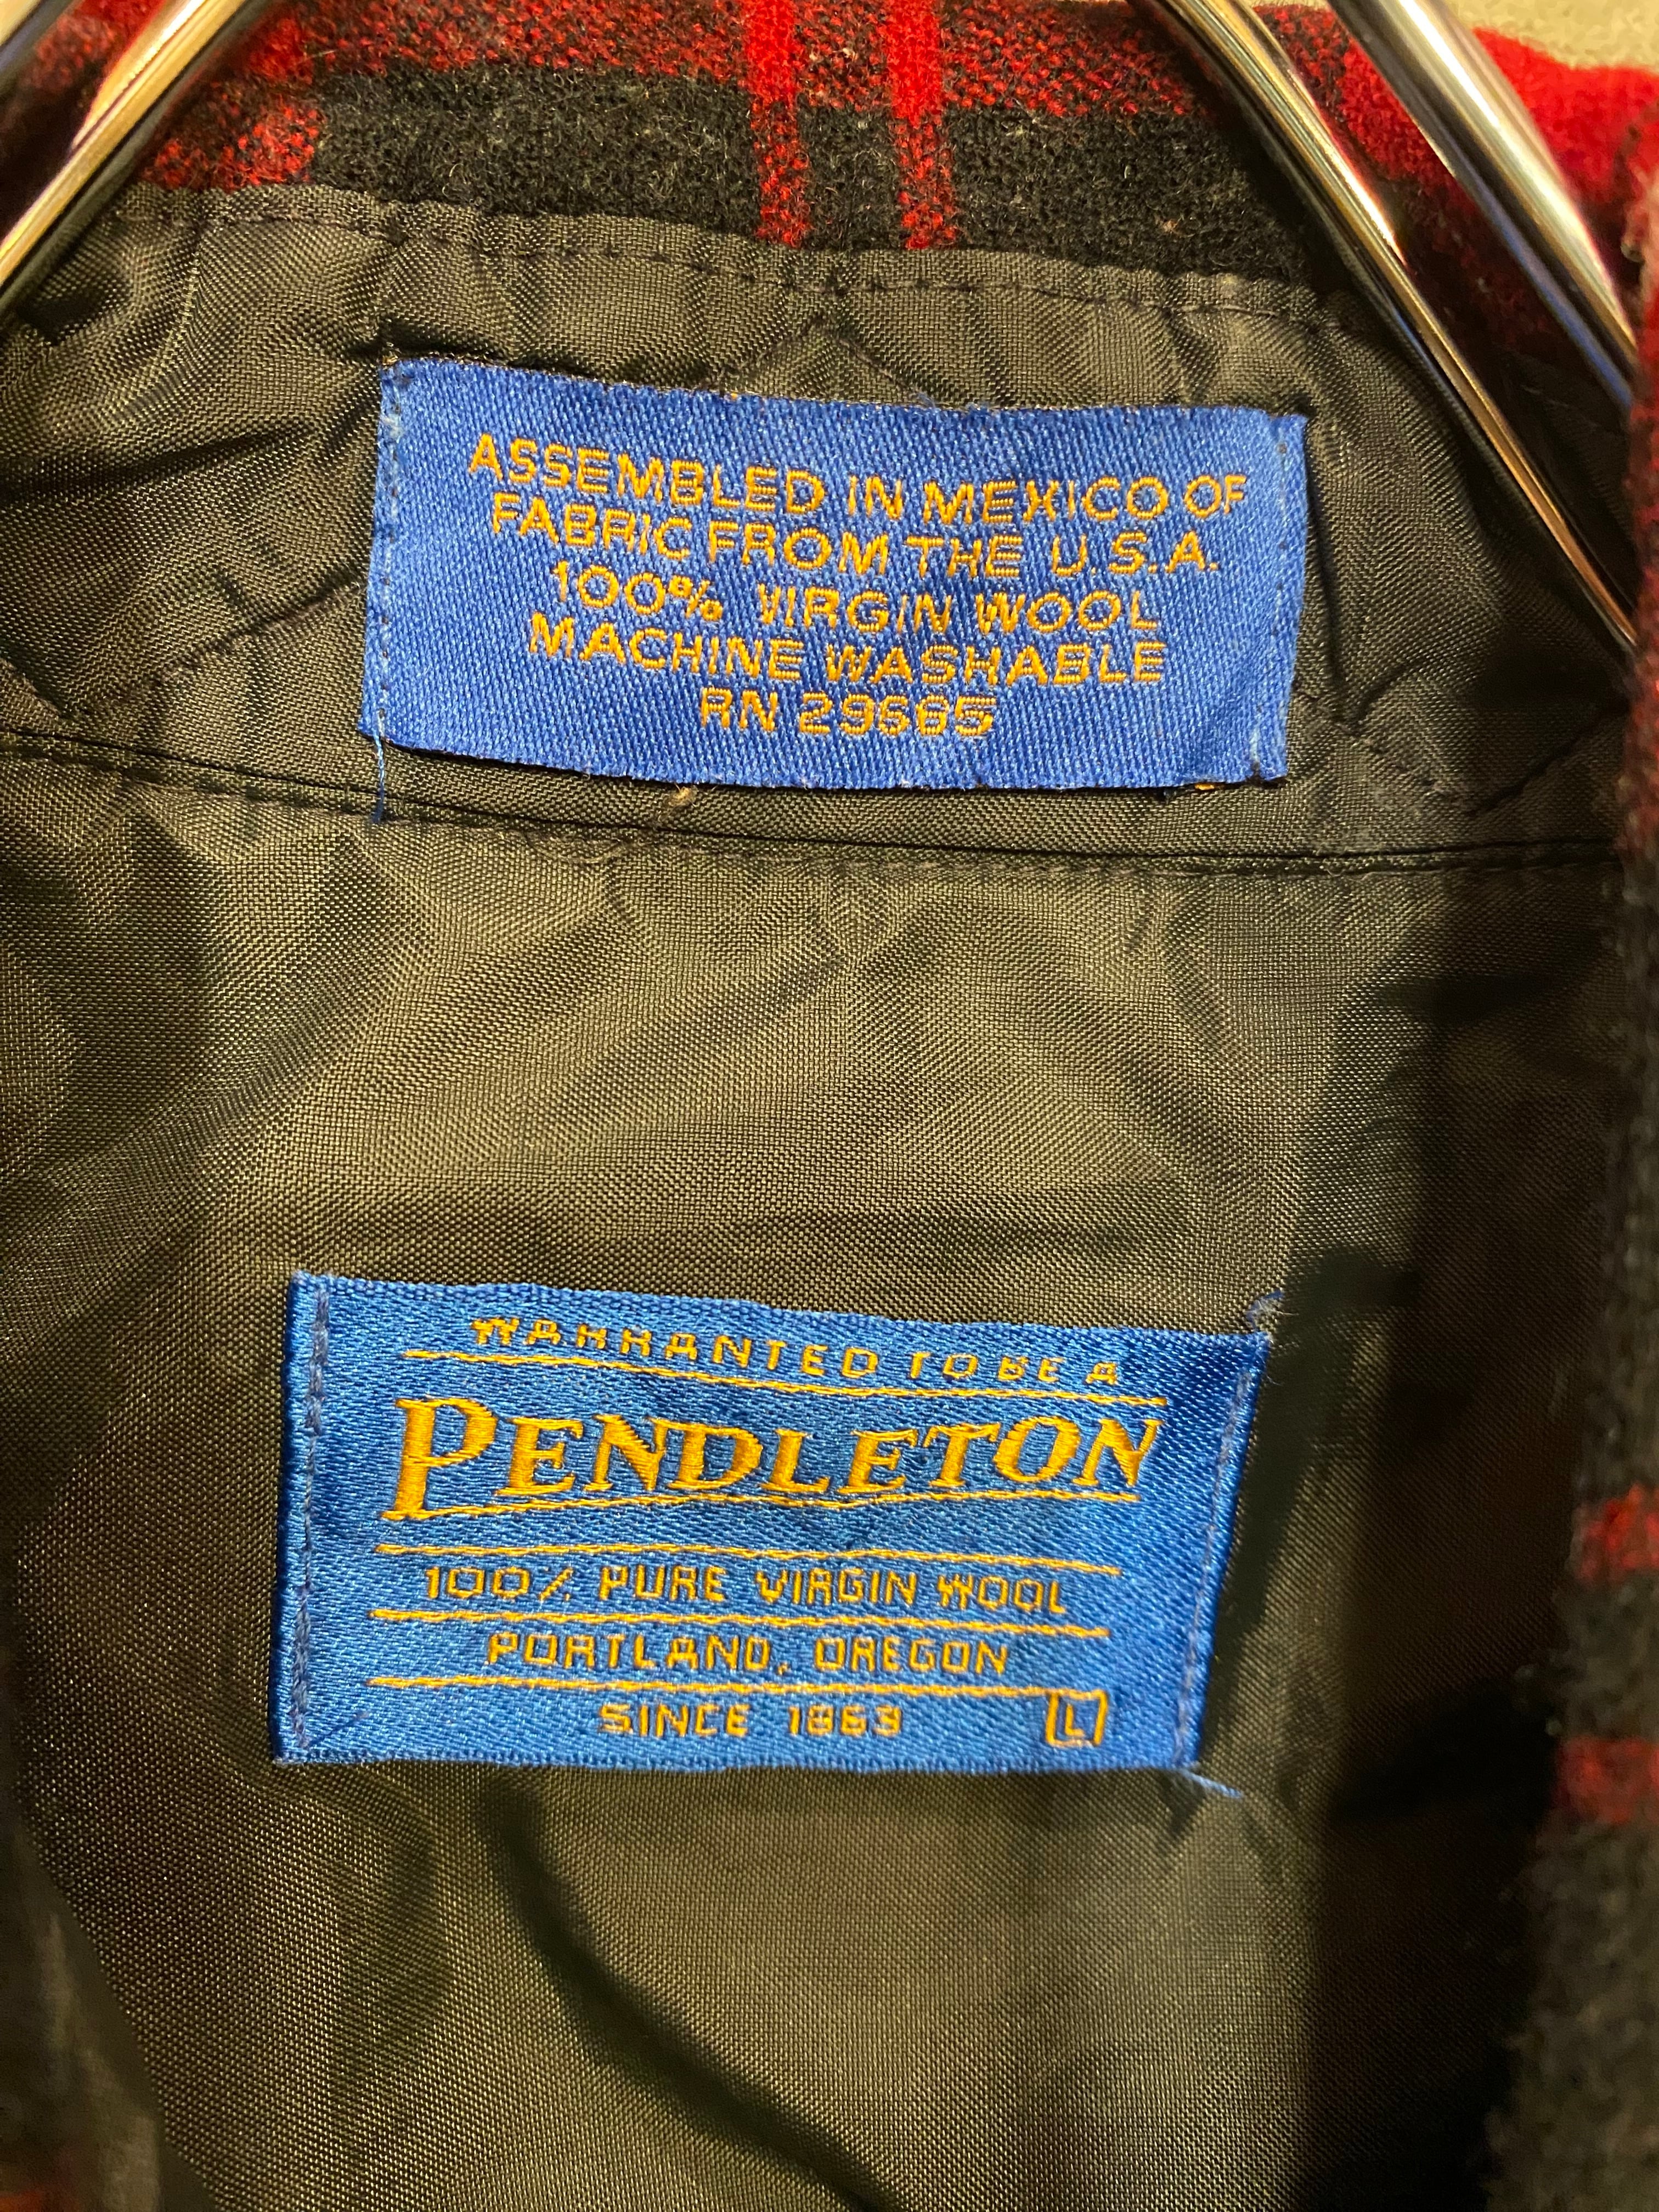 ASSEMBLED IN MEXICO OF
FABRIC FROM THE U.S.A.
100% VIRGIN WOOL
MACHINE WASHABLE
RN 29665
WARRANTED TO BE A
PENDLETON
100% PURE VIRGIN WOOL
PORTLAND, OREGON
SINCE 1863 L